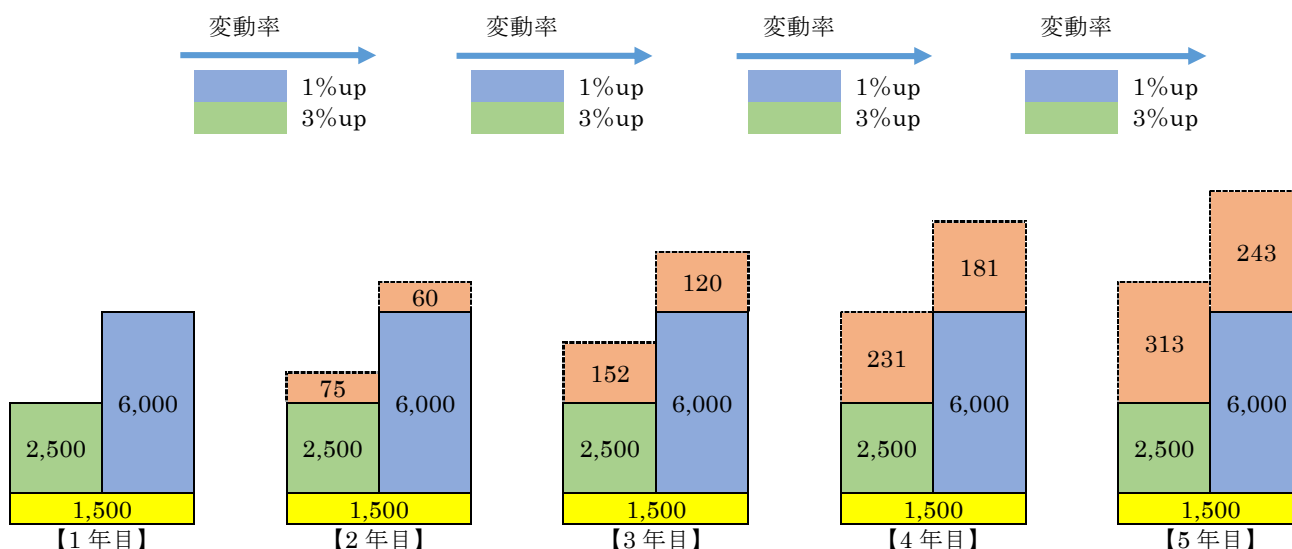 変動率 変動率 変動率 変動率
1%up 1%up 1%up 1%up
3%up 3%up 3%up 3%up
243
181
120
60
313
231
152
75
6,000 6,000 6,000 6,000 6,000
2,500 2,500 2,500 2,500 2,500
1,500 1,500 1,500 1,500 1,500
【1 年目】 【2 年目】 【3 年目】 【4 年目】 【5 年目】